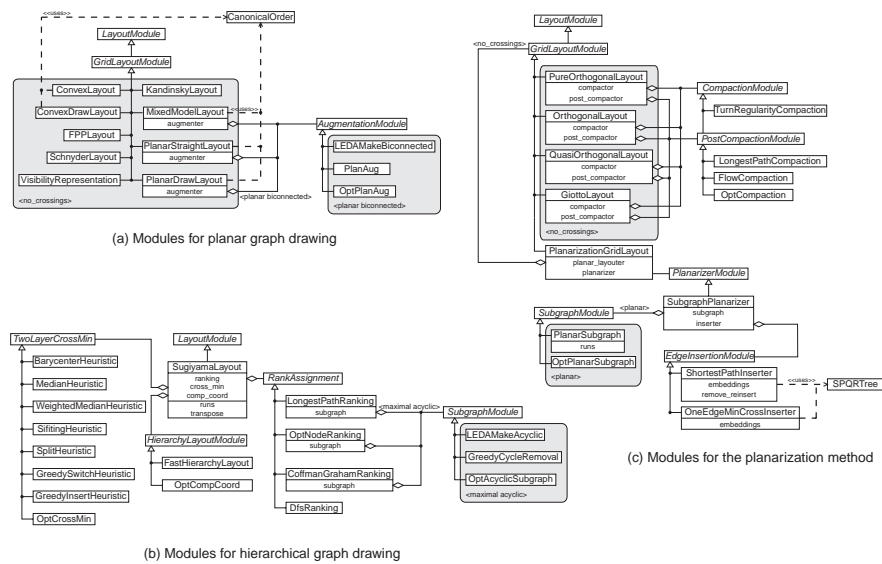 <<uses>>
CanonicalOrder
LayoutModule
GridLayoutModule
ConvexLayout
KandinskyLayout
ConvexDrawLayout
MixedModelLayout
<<uses>>
augmenter
FPPLayout
PlanarStraightLayout
augmenter
SchnyderLayout
VisibilityRepresentation
PlanarDrawLayout
augmenter
<no_crossings>
<planar biconnected>
AugmentationModule
LEDAMakeBiconnected
PlanAug
OptPlanAug
<planar biconnected>
(a) Modules for planar graph drawing
TwoLayerCrossMin
BarycenterHeuristic
MedianHeuristic
WeightedMedianHeuristic
SifitingHeuristic
SplitHeuristic
GreedySwitchHeuristic
GreedyInsertHeuristic
OptCrossMin
LayoutModule
SugiyamaLayout
ranking
cross_min
comp_coord
runs
transpose
HierarchyLayoutModule
FastHierarchyLayout
OptCompCoord
RankAssignment
LongestPathRanking
subgraph
<maximal acyclic>
OptNodeRanking
subgraph
CoffmanGrahamRanking
subgraph
DfsRanking
SubgraphModule
LEDAMakeAcyclic
GreedyCycleRemoval
OptAcyclicSubgraph
<maximal acyclic>
(b) Modules for hierarchical graph drawing
LayoutModule
<no_crossings>
GridLayoutModule
PureOrthogonalLayout
compactor
post_compactor
OrthogonalLayout
compactor
post_compactor
QuasiOrthogonalLayout
compactor
post_compactor
GiottoLayout
compactor
post_compactor
<no_crossings>
CompactionModule
TurnRegularityCompaction
PostCompactionModule
LongestPathCompaction
FlowCompaction
OptCompaction
PlanarizationGridLayout
planar_layouter
planarizer
PlanarizerModule
SubgraphPlanarizer
subgraph
inserter
SubgraphModule
<planar>
PlanarSubgraph
runs
OptPlanarSubgraph
<planar>
EdgeInsertionModule
ShortestPathInserter
embeddings
remove_reinsert
<<uses>>
SPQRTree
OneEdgeMinCrossInserter
embeddings
(c) Modules for the planarization method